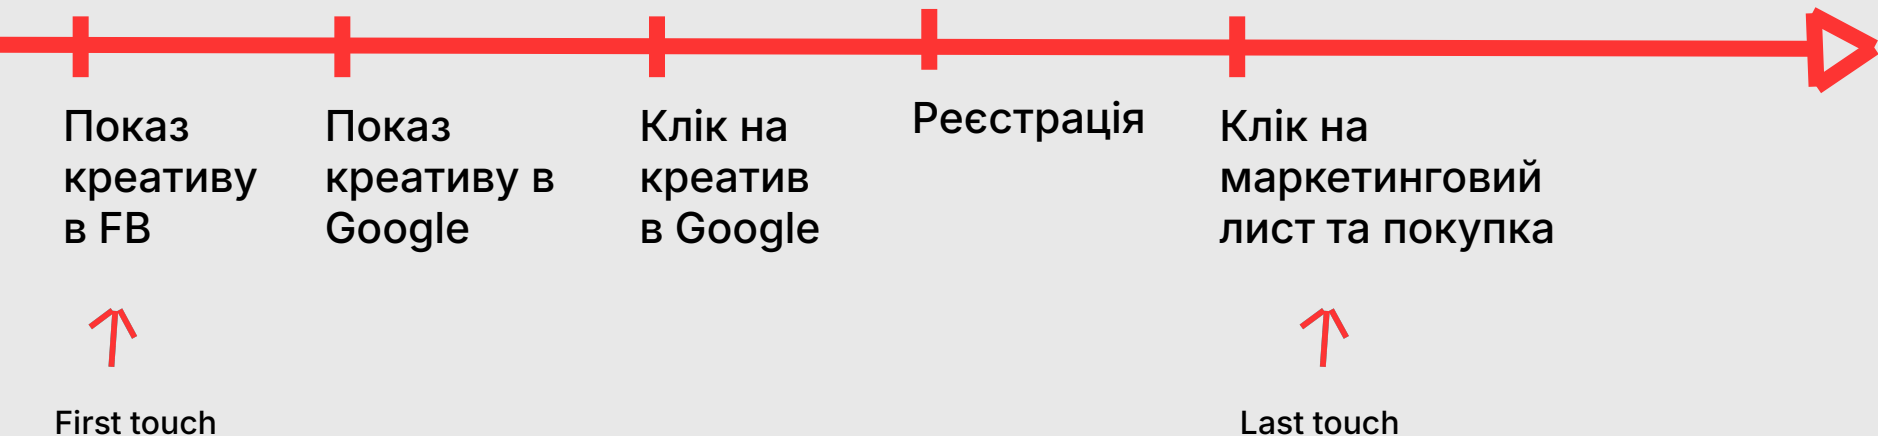 Показ
креативу
в FB
Показ
креативу в
Google
Клік на
креатив
в Google
Реєстрація
Клік на
маркетинговий
лист та покупка
First touch
Last touch